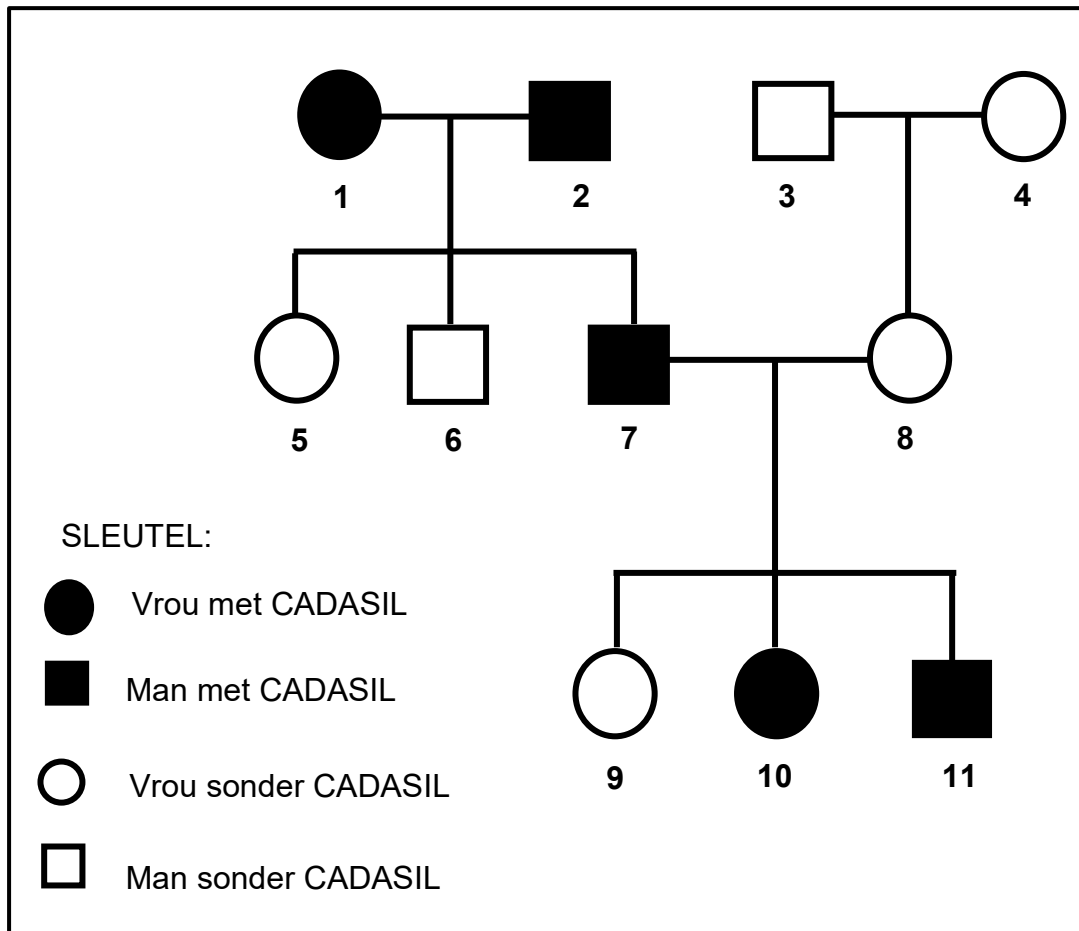 1 2 3 4
5 6 7 8
SLEUTEL:
Vrou met CADASIL
Man met CADASIL
Vrou sonder CADASIL
9 10 11
Man sonder CADASIL